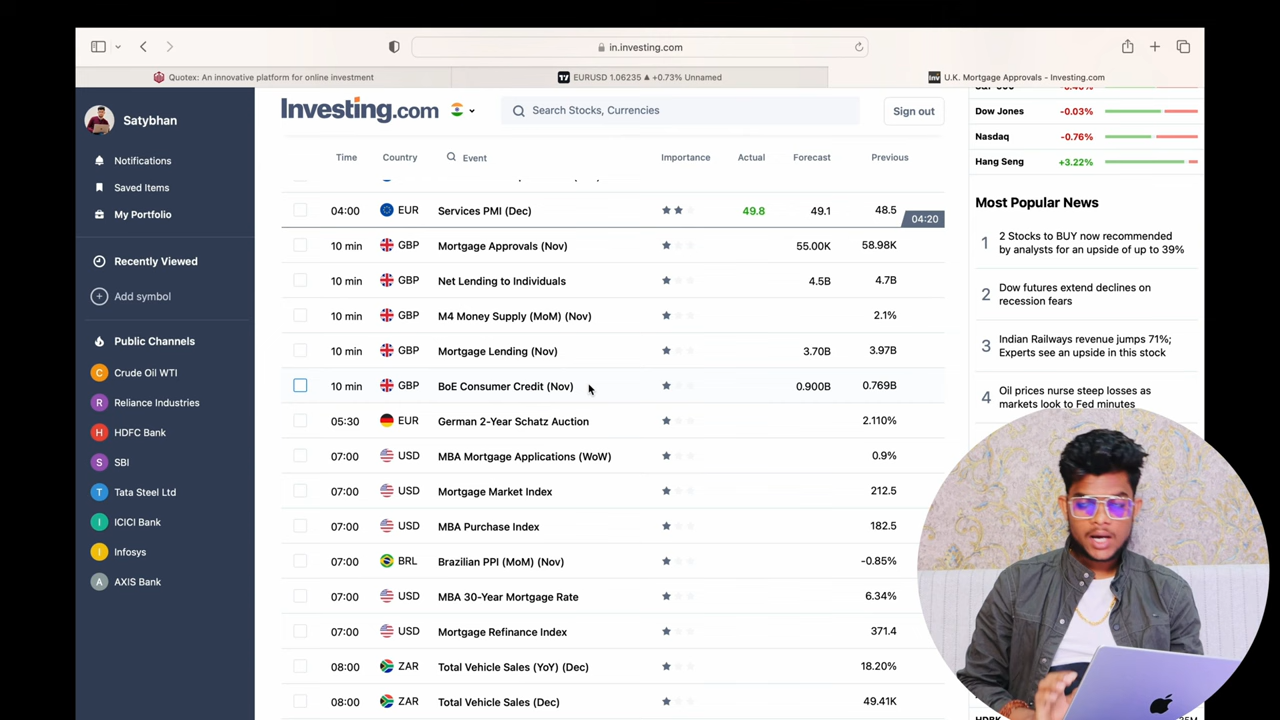 in.investing.com
Quotex: An innovative platform for online investment
EURUSD 1.06235 ▲ +0.73% Unnamed
U.K. Mortgage Approvals - Investing.com
Satybhan
Notifications
Saved Items
My Portfolio
Recently Viewed
Add symbol
Public Channels
Crude Oil WTI
R Reliance Industries
H HDFC Bank
S SBI
T Tata Steel Ltd
I ICICI Bank
I Infosys
A AXIS Bank
Investing.com
Search Stocks, Currencies
Sign out
Time Country Event Importance Actual Forecast Previous
04:00 EUR Services PMI (Dec) 49.8 49.1 48.5
04:20
10 min GBP Mortgage Approvals (Nov) 55.00K 58.98K
10 min GBP Net Lending to Individuals 4.5B 4.7B
10 min GBP M4 Money Supply (MoM) (Nov) 2.1%
10 min GBP Mortgage Lending (Nov) 3.70B 3.97B
10 min GBP BoE Consumer Credit (Nov) 0.900B 0.769B
05:30 EUR German 2-Year Schatz Auction 2.110%
07:00 USD MBA Mortgage Applications (WoW) 0.9%
07:00 USD Mortgage Market Index 212.5
07:00 USD MBA Purchase Index 182.5
07:00 BRL Brazilian PPI (MoM) (Nov) -0.85%
07:00 USD MBA 30-Year Mortgage Rate 6.34%
07:00 USD Mortgage Refinance Index 371.4
08:00 ZAR Total Vehicle Sales (YoY) (Dec) 18.20%
08:00 ZAR Total Vehicle Sales (Dec) 49.41K
Dow Jones -0.03%
Nasdaq -0.76%
Hang Seng +3.22%
Most Popular News
1 2 Stocks to BUY now recommended
by analysts for an upside of up to 39%
2 Dow futures extend declines on
recession fears
3 Indian Railways revenue jumps 71%;
Experts see an upside in this stock
4 Oil prices nurse steep losses as
markets look to Fed minutes